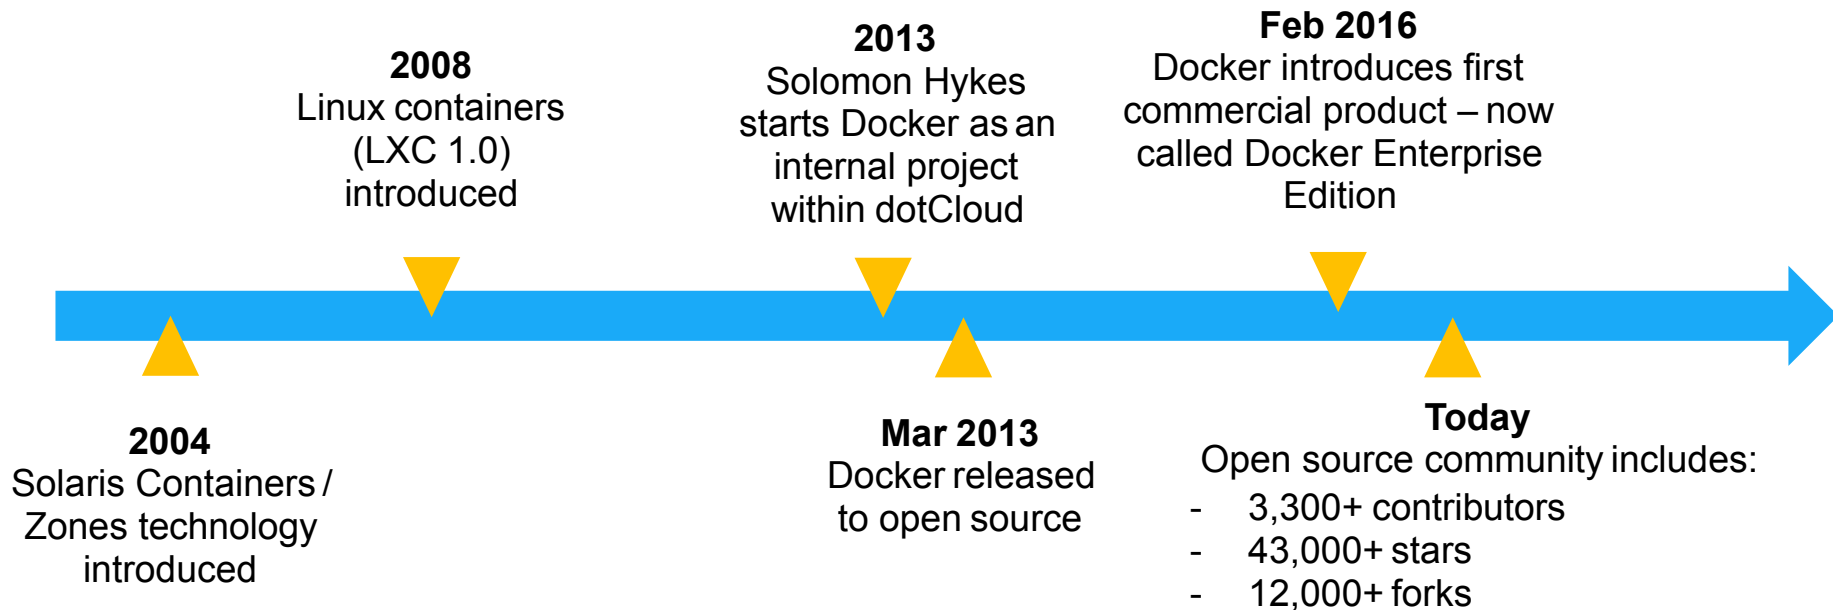 2008
Linux containers
(LXC 1.0)
introduced
2013
Solomon Hykes
starts Docker as an
internal project
within dotCloud
Feb 2016
Docker introduces first
commercial product – now
called Docker Enterprise
Edition
2004
Solaris Containers /
Zones technology
introduced
Mar 2013
Docker released
to open source
Today
Open source community includes:
- 3,300+ contributors
- 43,000+ stars
- 12,000+ forks